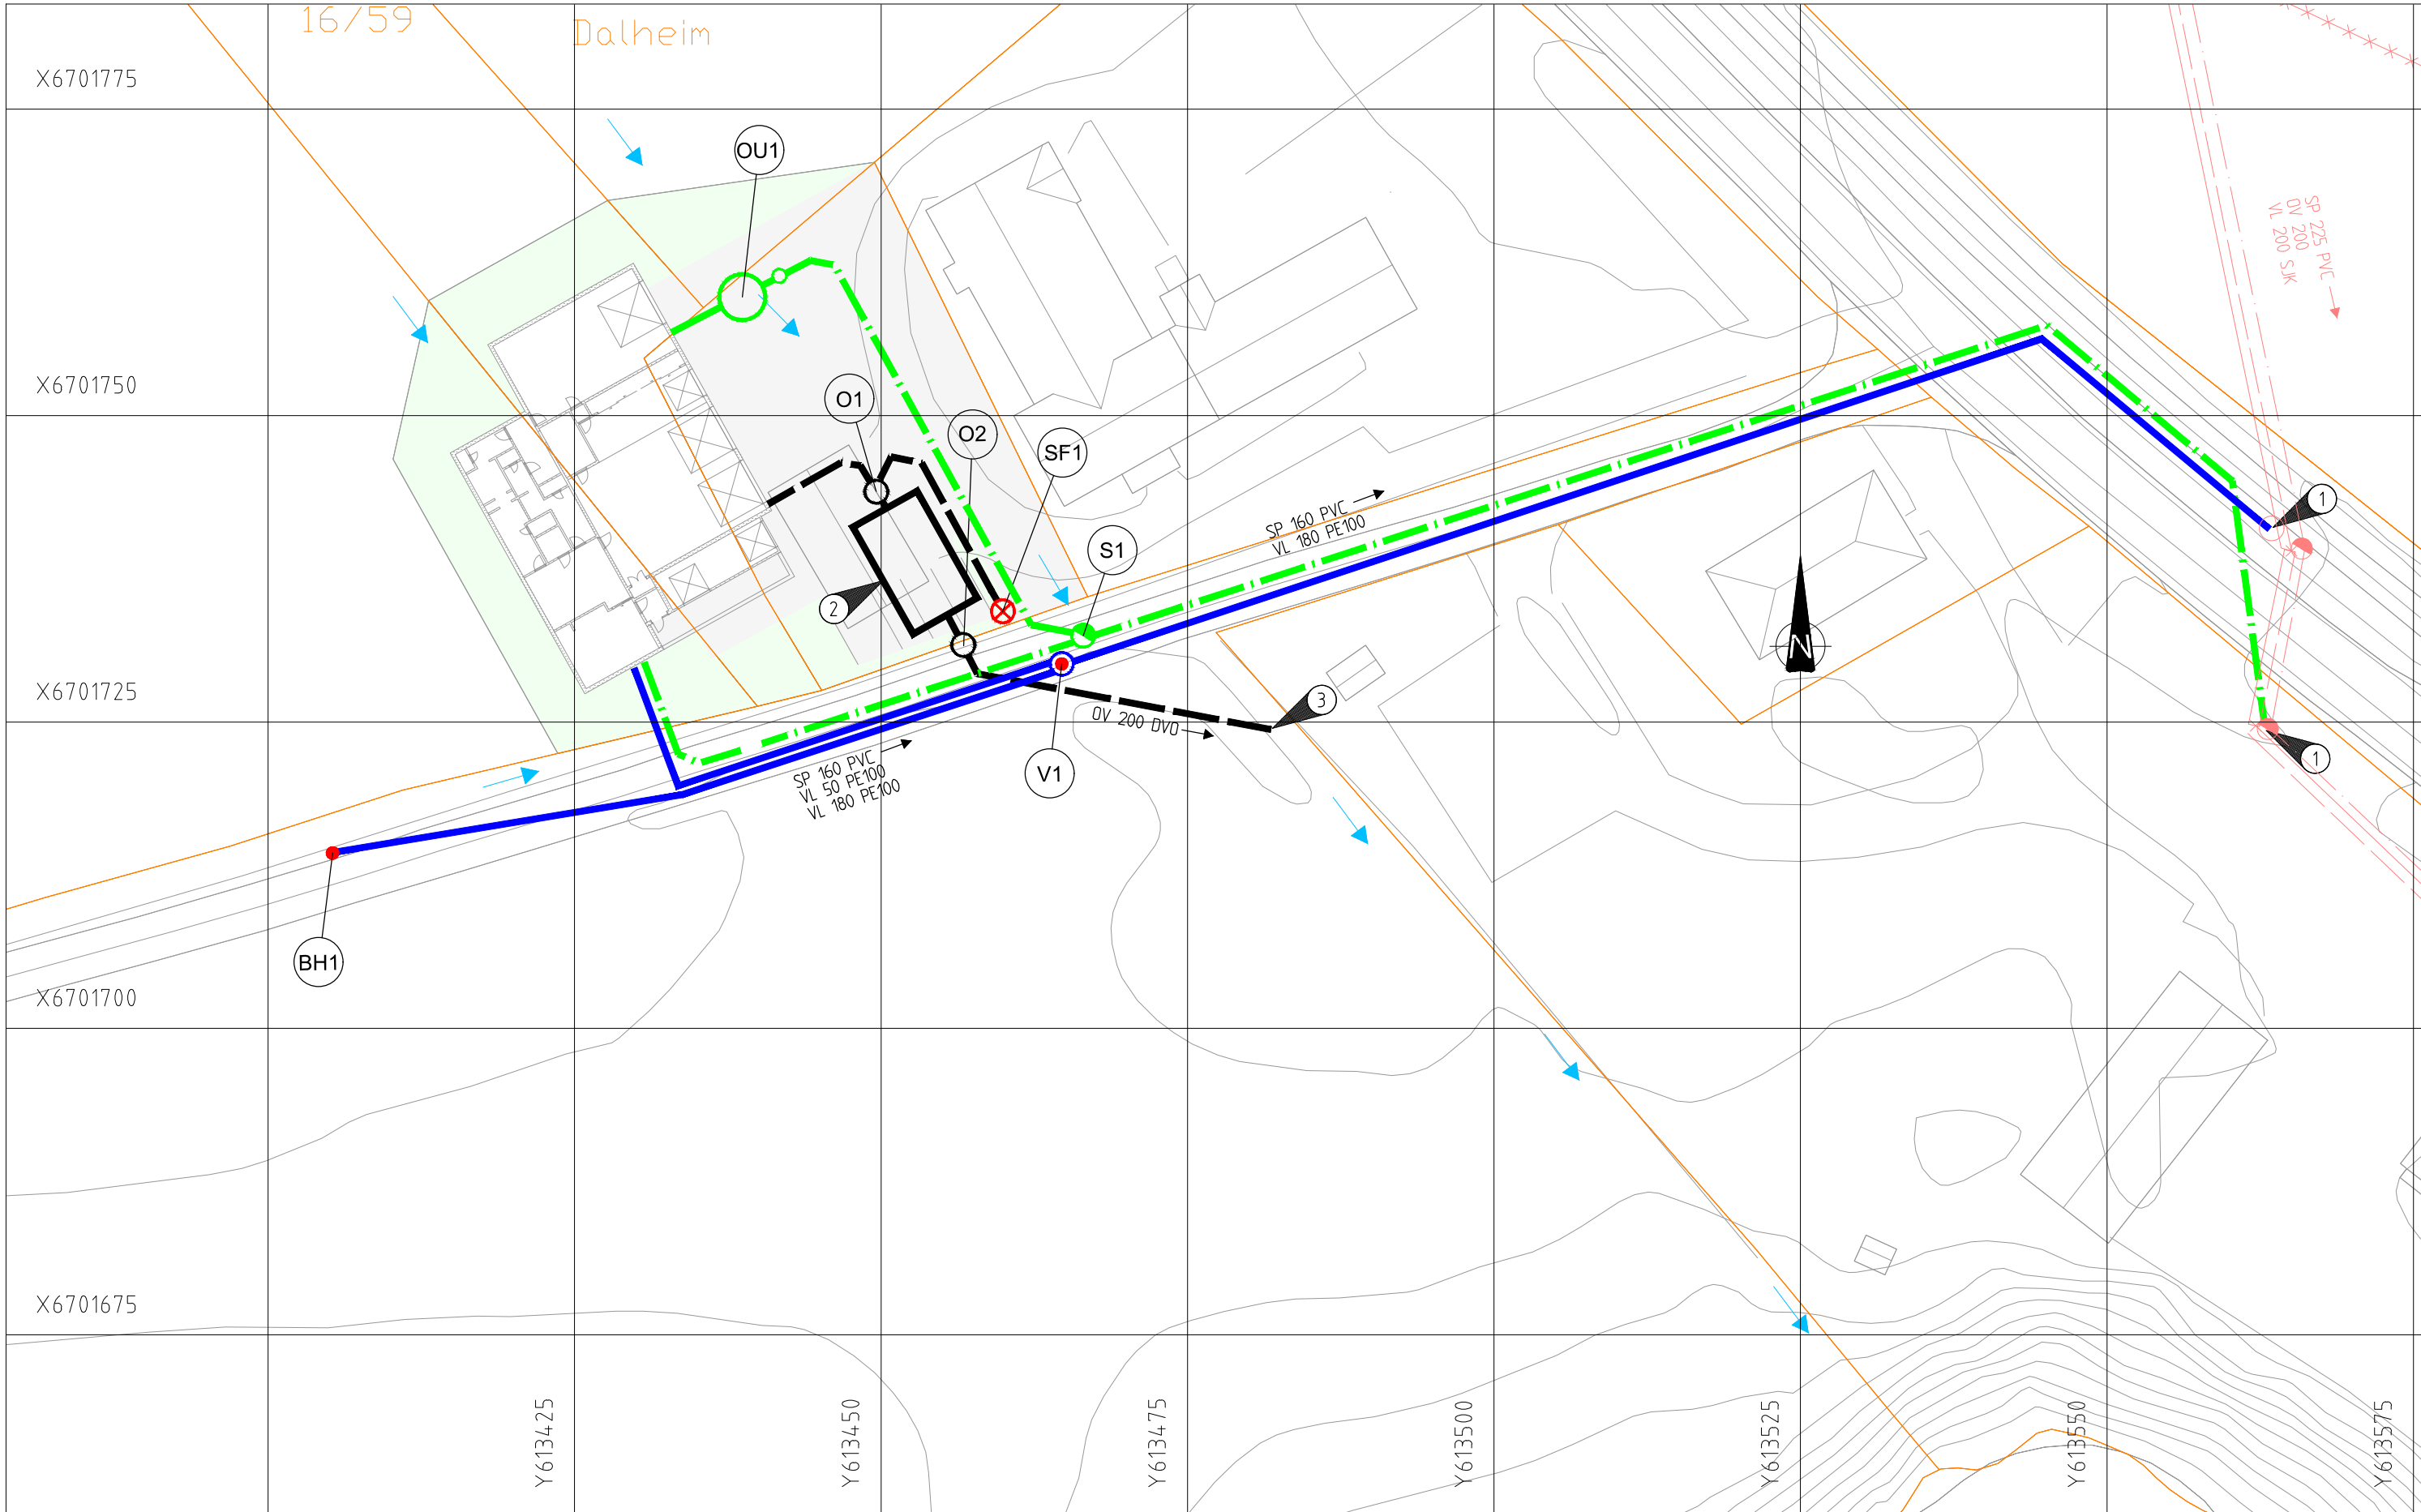 16/59
Dalheim
X6701775
OU1
SP 225 PVC
OV 200
VL 200 SJK
X6701750
O1
O2
SF1
1
SP 160 PVC
VL 180 PE100
S1
2
X6701725
3
OV 200 DVO
1
V1
SP 160 PVC
VL 50 PE100
VL 180 PE100
N
BH1
X6701700
X6701675
Y613425
Y613450
Y613475
Y613500
Y613525
Y613550
Y613575